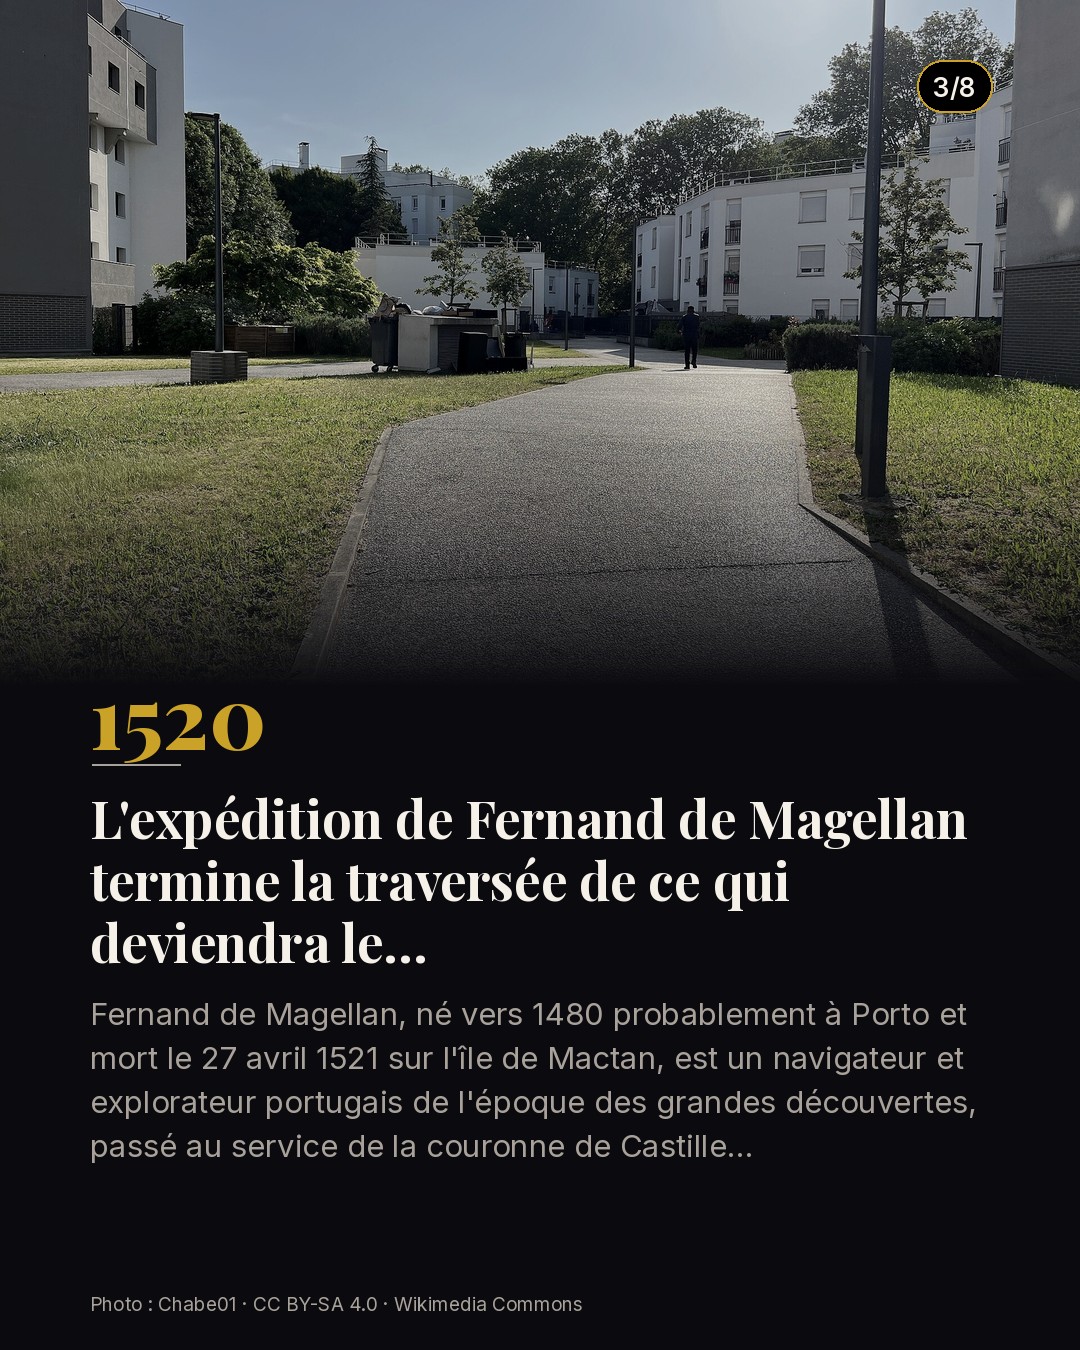 3/8
1520
L'expédition de Fernand de Magellan
termine la traversée de ce qui
deviendra le...
Fernand de Magellan, né vers 1480 probablement à Porto et
mort le 27 avril 1521 sur l'île de Mactan, est un navigateur et
explorateur portugais de l'époque des grandes découvertes,
passé au service de la couronne de Castille...
Photo : Chabe01 · CC BY-SA 4.0 · Wikimedia Commons